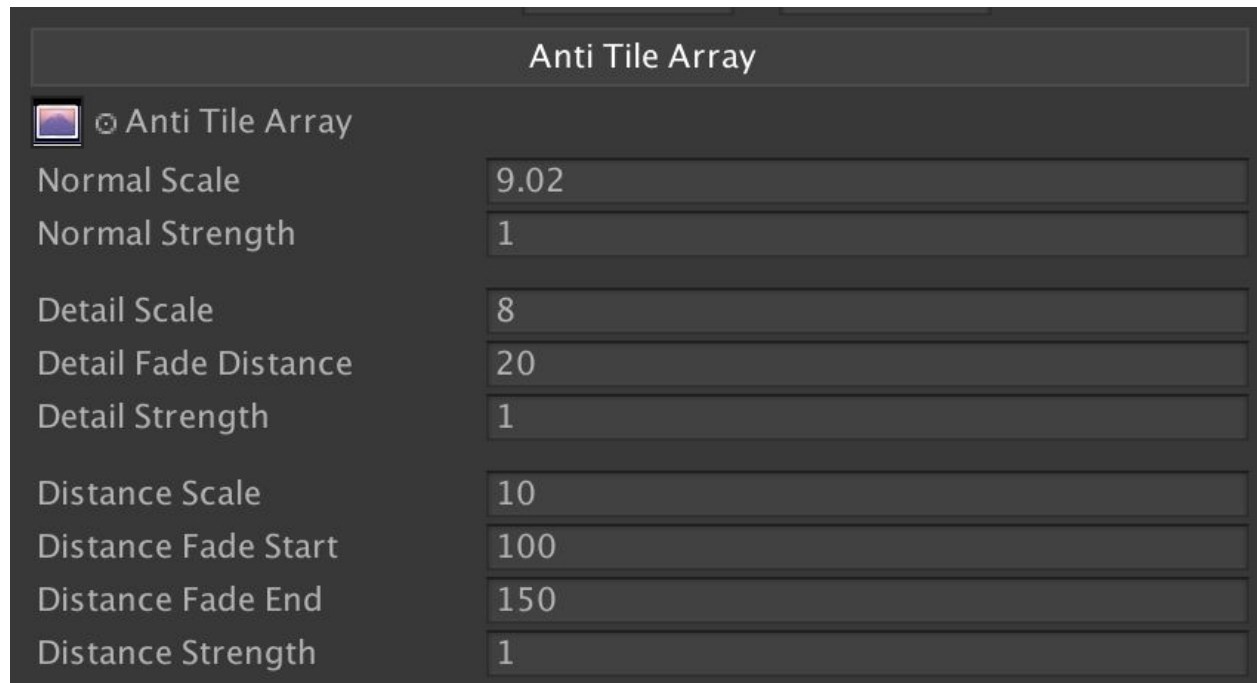 Anti Tile Array
Anti Tile Array
Normal Scale 9.02
Normal Strength 1
Detail Scale 8
Detail Fade Distance 20
Detail Strength 1
Distance Scale 10
Distance Fade Start 100
Distance Fade End 150
Distance Strength 1